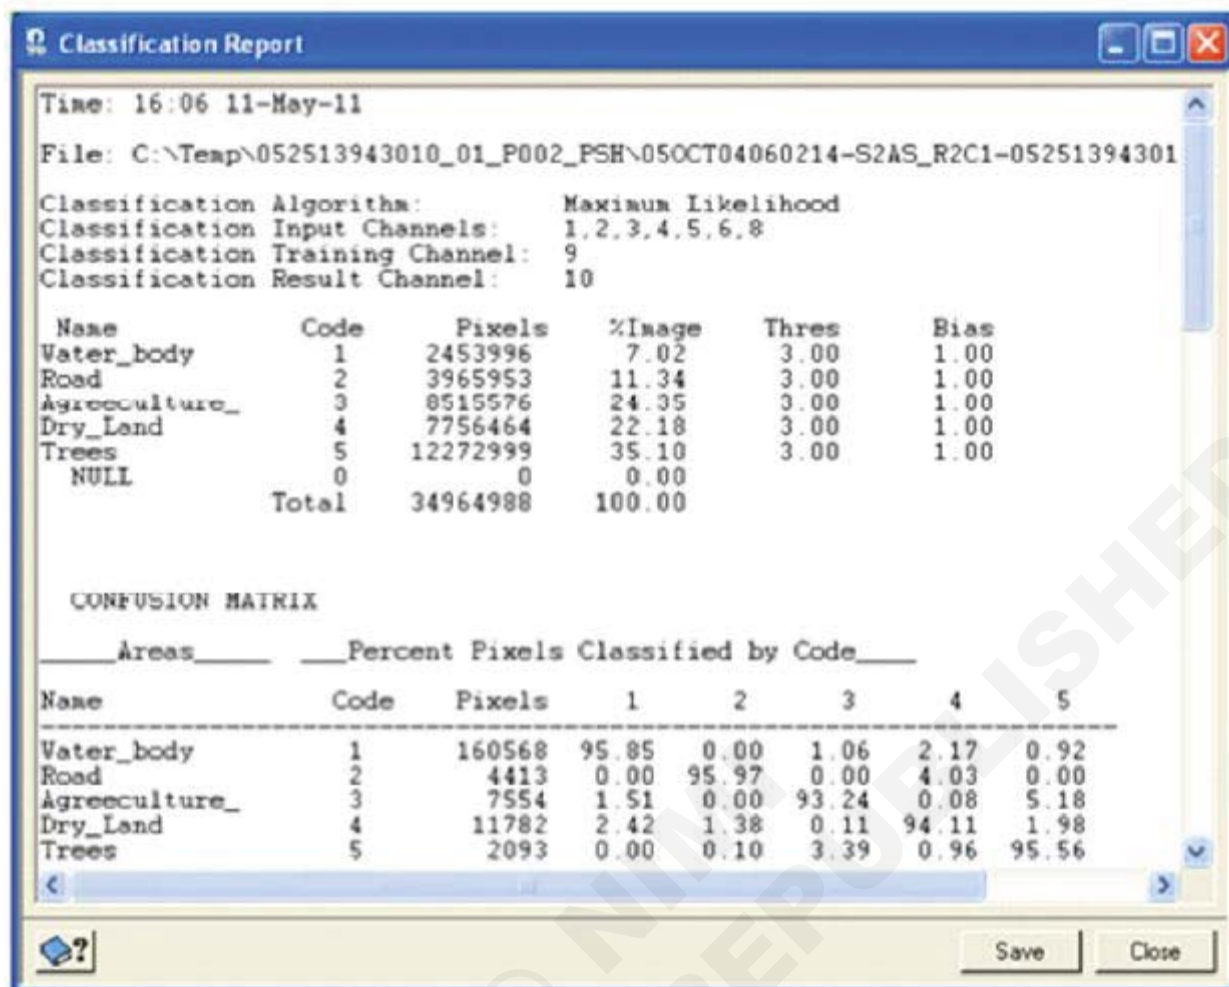 Classification Report
Time: 16:06 11-May-11
File: C:\Temp\052513943010_01_P002_PSH\05OCT04060214-S2AS_R2C1-05251394301
Classification Algorithm: Maximum Likelihood
Classification Input Channels: 1,2,3,4,5,6,8
Classification Training Channel: 9
Classification Result Channel: 10
Name Code Pixels %Image Thres Bias
Water_body 1 2453996 7.02 3.00 1.00
Road 2 3965953 11.34 3.00 1.00
Agreeculture_ 3 8515576 24.35 3.00 1.00
Dry_Land 4 7756464 22.18 3.00 1.00
Trees 5 12272999 35.10 3.00 1.00
NULL 0 0 0.00
Total 34964988 100.00
CONFUSION MATRIX
_____Areas_____ ___Percent Pixels Classified by Code____
Name Code Pixels 1 2 3 4 5
Water_body 1 160568 95.85 0.00 1.06 2.17 0.92
Road 2 4413 0.00 95.97 0.00 4.03 0.00
Agreeculture_ 3 7554 1.51 0.00 93.24 0.08 5.18
Dry_Land 4 11782 2.42 1.38 0.11 94.11 1.98
Trees 5 2093 0.00 0.10 3.39 0.96 95.56
? Save Close
© NIMI
REPUBLISHED